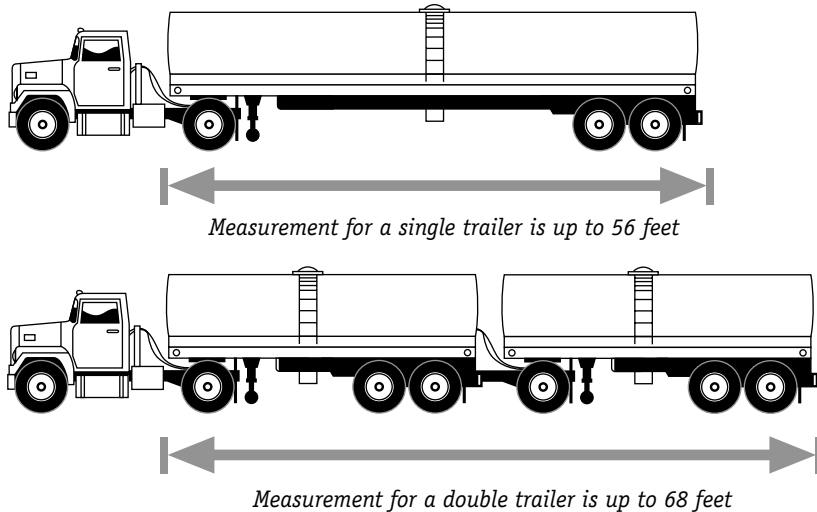 Measurement for a single trailer is up to 56 feet
Measurement for a double trailer is up to 68 feet